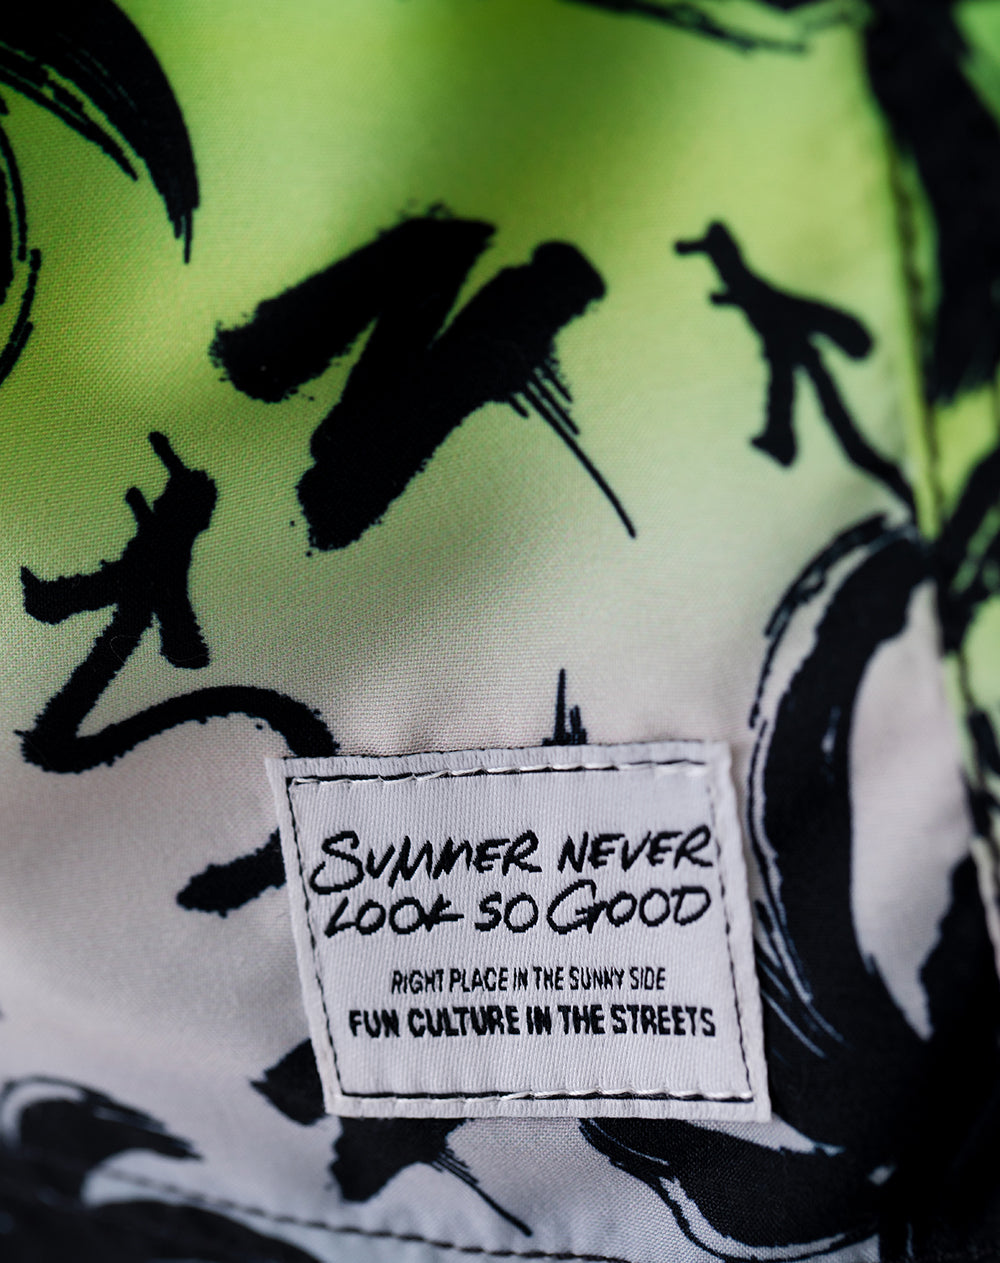 SUMMER NEVER
LOOK SO GOOD
RIGHT PLACE IN THE SUNNY SIDE
FUN CULTURE IN THE STREETS